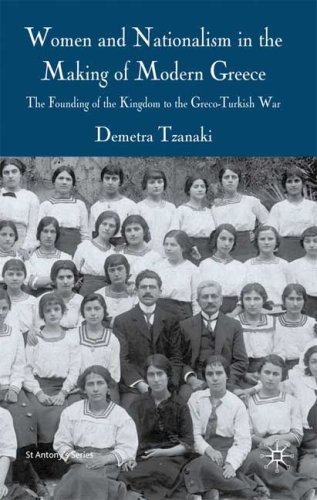 Women and Nationalism in the
Making of Modern Greece
The Founding of the Kingdom to the Greco-Turkish War
Demetra Tzanaki
St Antony's Series